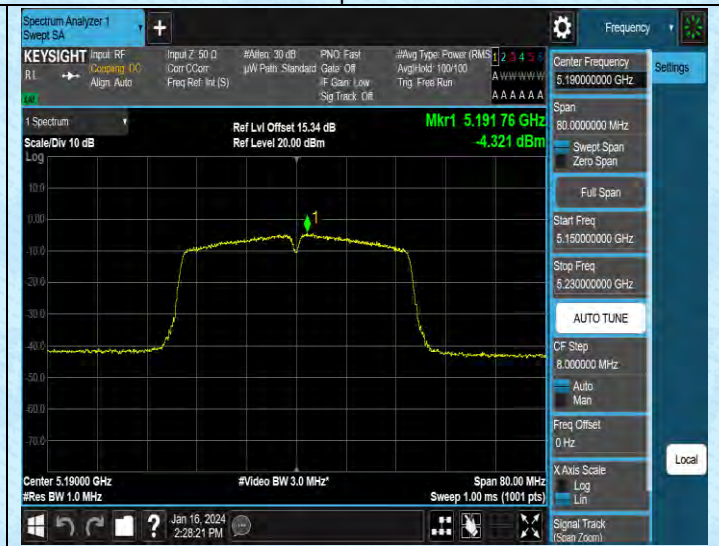 Spectrum Analyzer 1
Swept SA
+
Frequency
KEYSIGHT Input: RF
RL
Coupling: DC
Align: Auto
Input Z: 50 Ω
Corr CCorr
Freq Ref: Int (S)
#Atten: 30 dB
µW Path: Standard
PNO: Fast
Gate: Off
IF Gain: Low
Sig Track: Off
#Avg Type: Power (RMS
Avg|Hold: 100/100
Trig: Free Run
1 2 3 4 5 6
A W W W W W
A A A A A A
1 Spectrum
Scale/Div 10 dB
Log
Ref Lvl Offset 15.34 dB
Ref Level 20.00 dBm
Mkr1 5.191 76 GHz
-4.321 dBm
1
10.0
0.00
-10.0
-20.0
-30.0
-40.0
-50.0
-60.0
-70.0
Center 5.19000 GHz
#Res BW 1.0 MHz
#Video BW 3.0 MHz*
Span 80.00 MHz
Sweep 1.00 ms (1001 pts)
Jan 16, 2024
2:28:21 PM
Center Frequency
5.190000000 GHz
Settings
Span
80.0000000 MHz
Swept Span
Zero Span
Full Span
Start Freq
5.150000000 GHz
Stop Freq
5.230000000 GHz
AUTO TUNE
CF Step
8.000000 MHz
Auto
Man
Freq Offset
0 Hz
X Axis Scale
Log
Lin
Local
Signal Track
(Span Zoom)